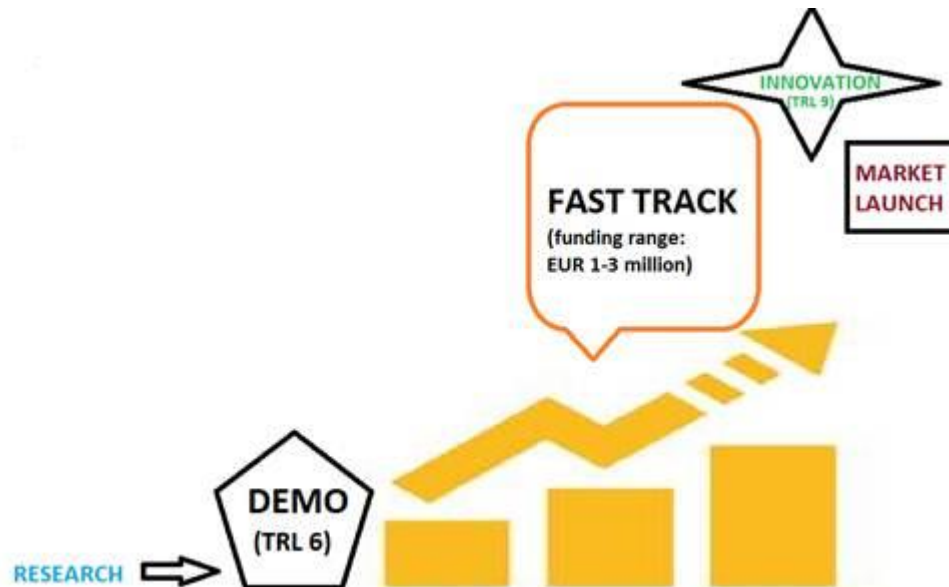 INNOVATION
(TRL 9)
MARKET
LAUNCH
FAST TRACK
(funding range:
EUR 1-3 million)
DEMO
(TRL 6)
RESEARCH